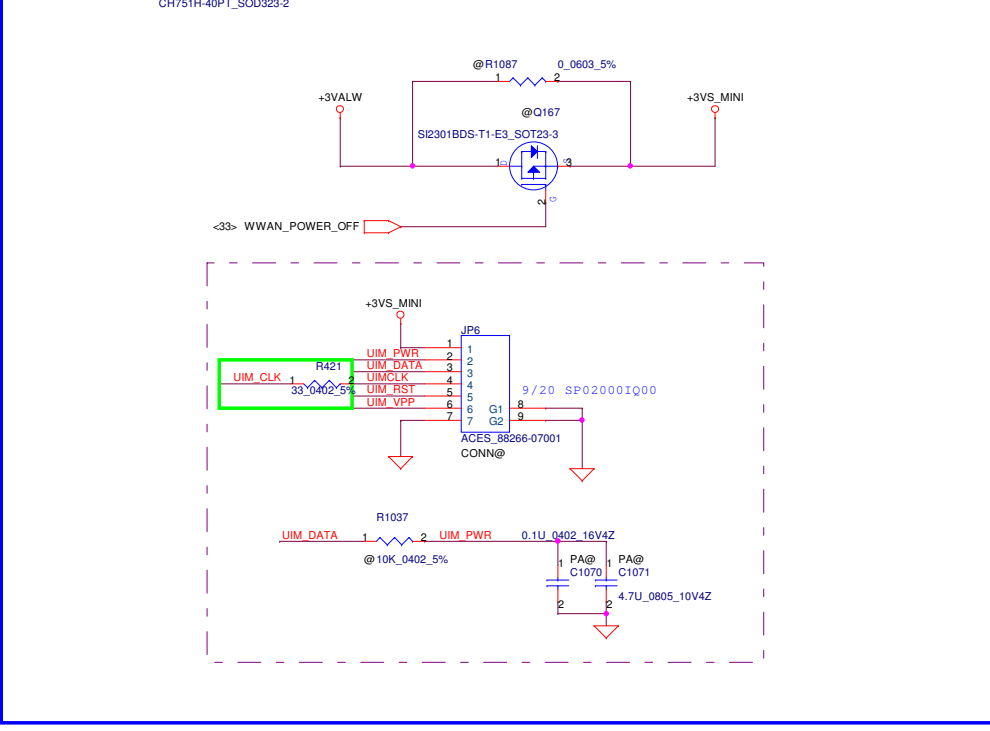 CH751H-40PT_SOD323-2
@R1087
0_0603_5%
1
2
+3VALW
+3VS_MINI
@Q167
SI2301BDS-T1-E3_SOT23-3
1
D
S
3
2
G
<33> WWAN_POWER_OFF
+3VS_MINI
JP6
1
1
UIM_PWR
2
2
UIM_DATA
3
3
R421
UIM_CLK
1
2
33_0402_5%
UIMCLK
4
4
UIM_RST
5
5
9/20 SP02000IQ00
UIM_VPP
6
6
G1
8
7
7
G2
9
ACES_88266-07001
CONN@
R1037
UIM_DATA
1
2
UIM_PWR
0.1U_0402_16V4Z
@10K_0402_5%
1
PA@
C1070
2
1
PA@
C1071
4.7U_0805_10V4Z
2